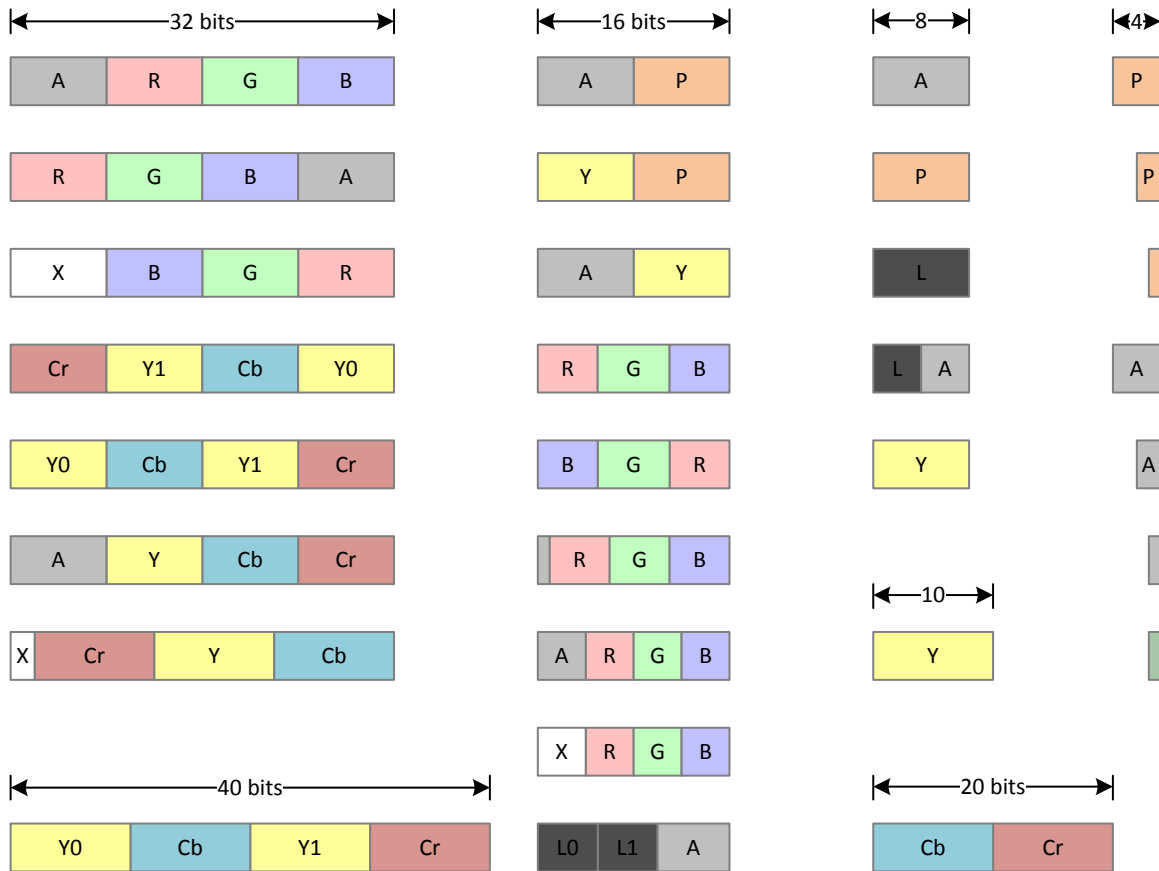 32 bits 16 bits 8 4
A R G B A P A P
R G B A Y P P P
X B G R A Y L
Cr Y1 Cb Y0 R G B L A A
Y0 Cb Y1 Cr B G R Y A
A Y Cb Cr R G B
10
X Cr Y Cb A R G B Y
X R G B
40 bits 20 bits
Y0 Cb Y1 Cr L0 L1 A Cb Cr